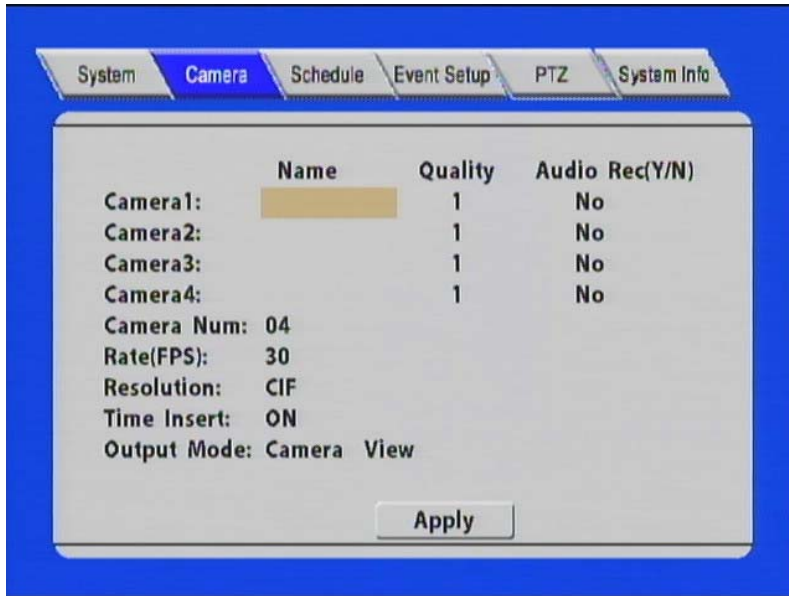 System Camera Schedule Event Setup PTZ System Info
Name Quality Audio Rec(Y/N)
Camera1: 1 No
Camera2: 1 No
Camera3: 1 No
Camera4: 1 No
Camera Num: 04
Rate(FPS): 30
Resolution: CIF
Time Insert: ON
Output Mode: Camera View
Apply